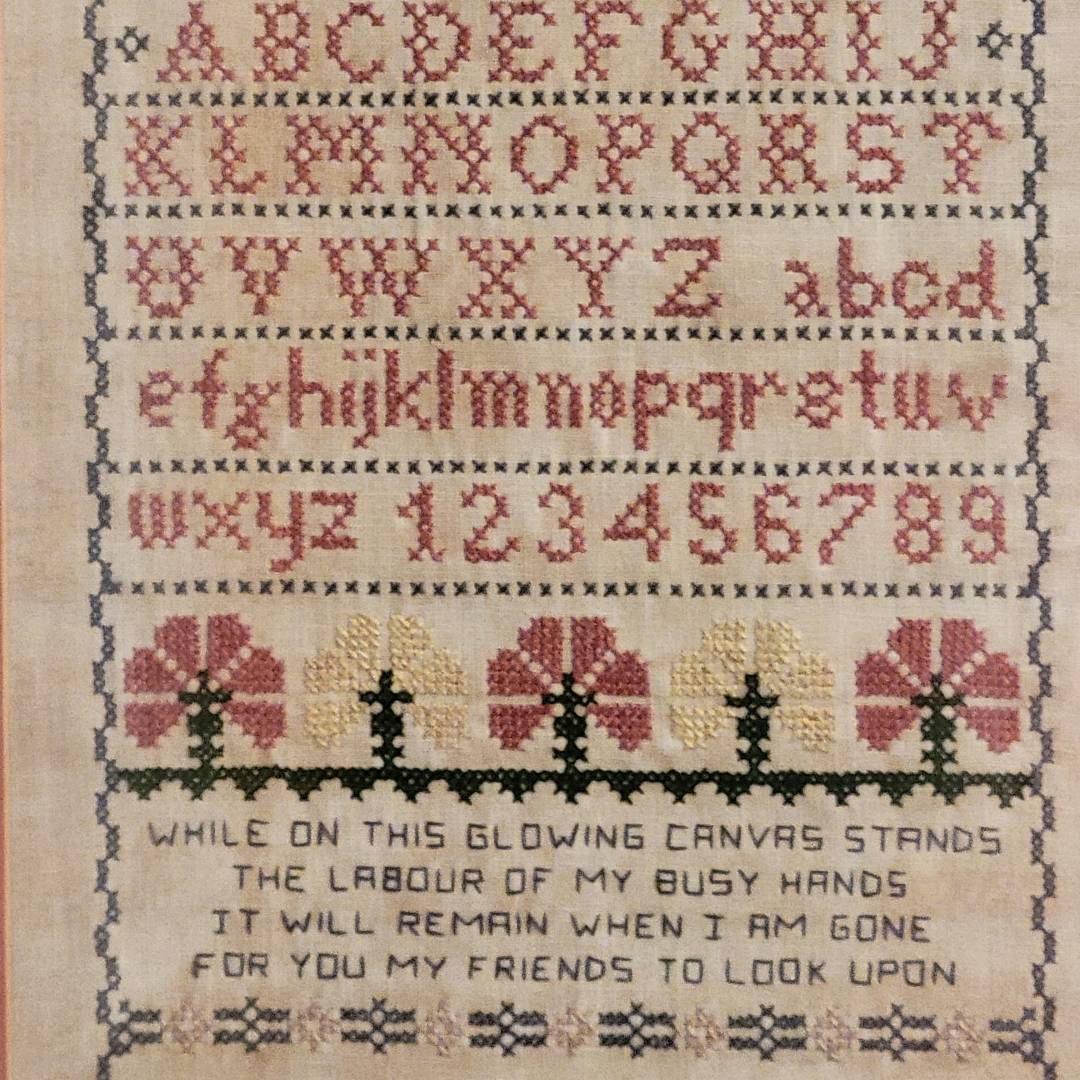 ABCDEFGHIJ
KLMNOPQRST
UVWXYZ abcd
efghijklmnopqrstuv
wxyz 123456789
WHILE ON THIS GLOWING CANVAS STANDS
THE LABOUR OF MY BUSY HANDS
IT WILL REMAIN WHEN I AM GONE
FOR YOU MY FRIENDS TO LOOK UPON